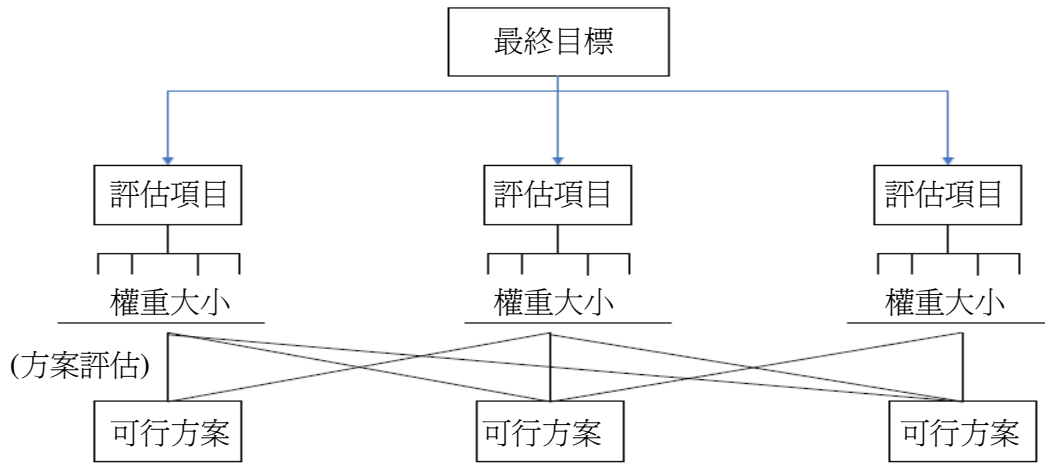 最終目標
評估項目 評估項目 評估項目
權重大小 權重大小 權重大小
(方案評估)
可行方案 可行方案 可行方案